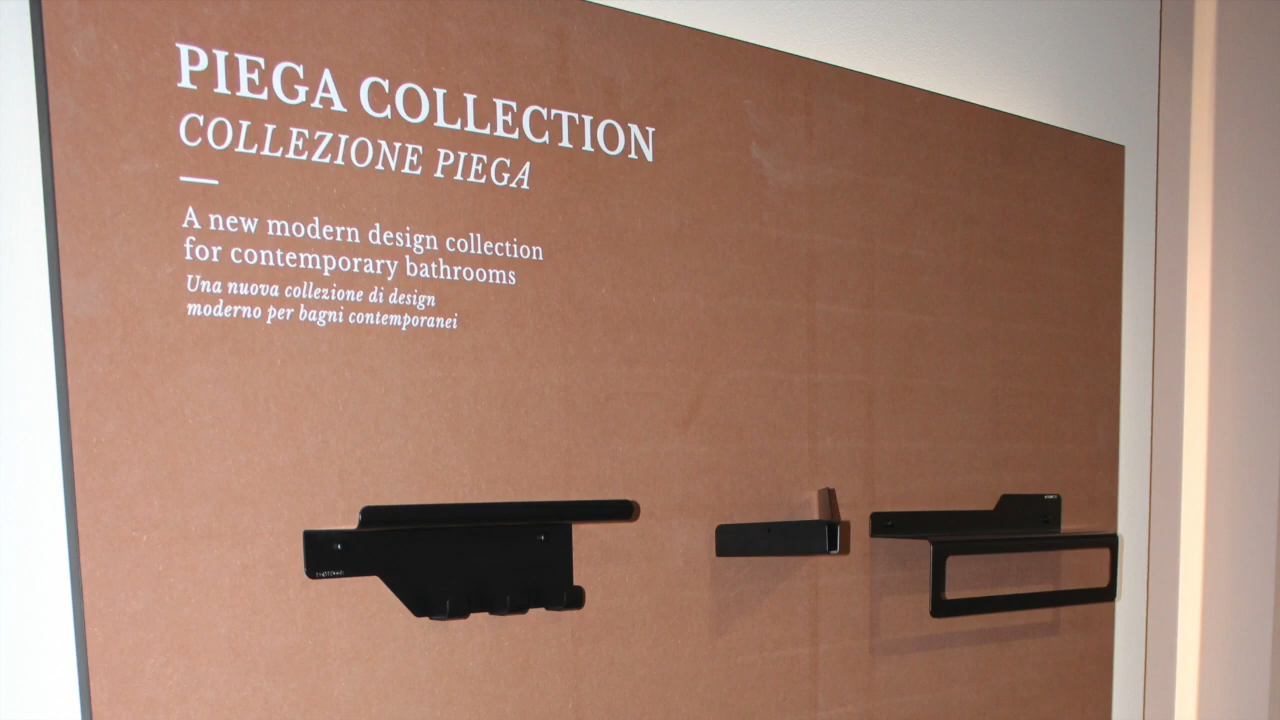 PIEGA COLLECTION
COLLEZIONE PIEGA
A new modern design collection
for contemporary bathrooms
Una nuova collezione di design
moderno per bagni contemporanei